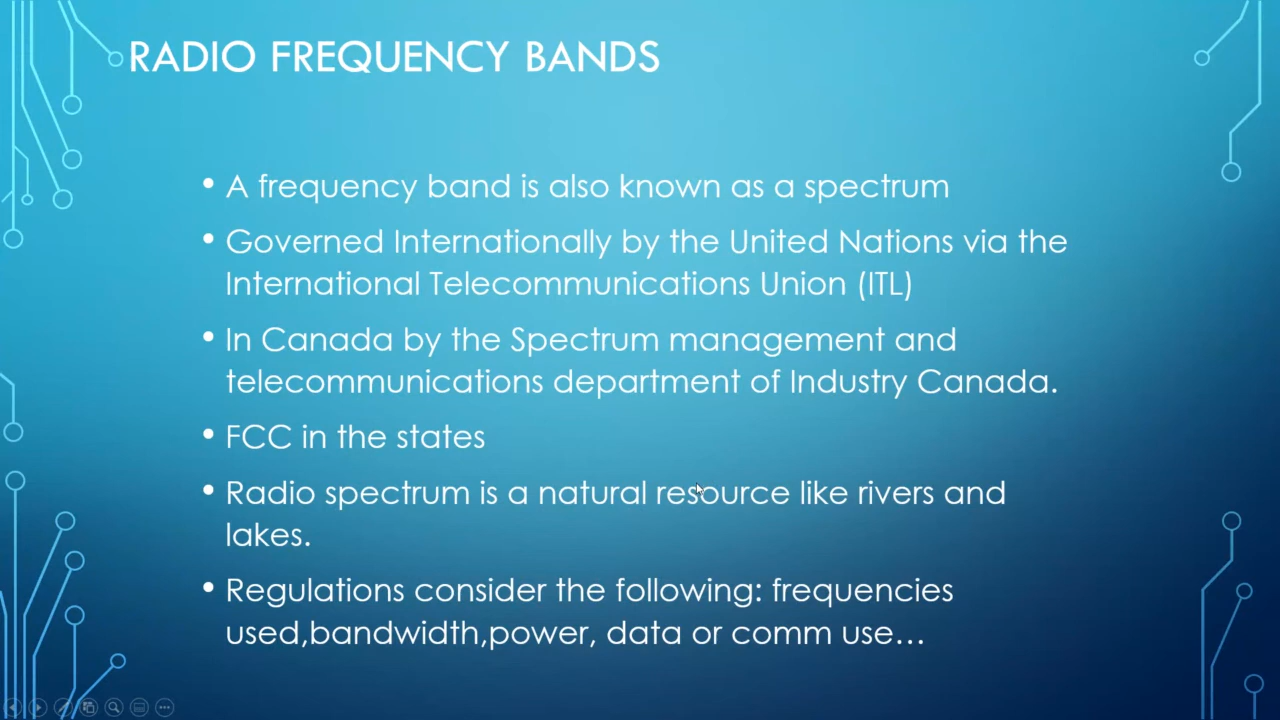 RADIO FREQUENCY BANDS
• A frequency band is also known as a spectrum
• Governed Internationally by the United Nations via the
International Telecommunications Union (ITL)
• In Canada by the Spectrum management and
telecommunications department of Industry Canada.
• FCC in the states
• Radio spectrum is a natural resource like rivers and
lakes.
• Regulations consider the following: frequencies
used,bandwidth,power, data or comm use…